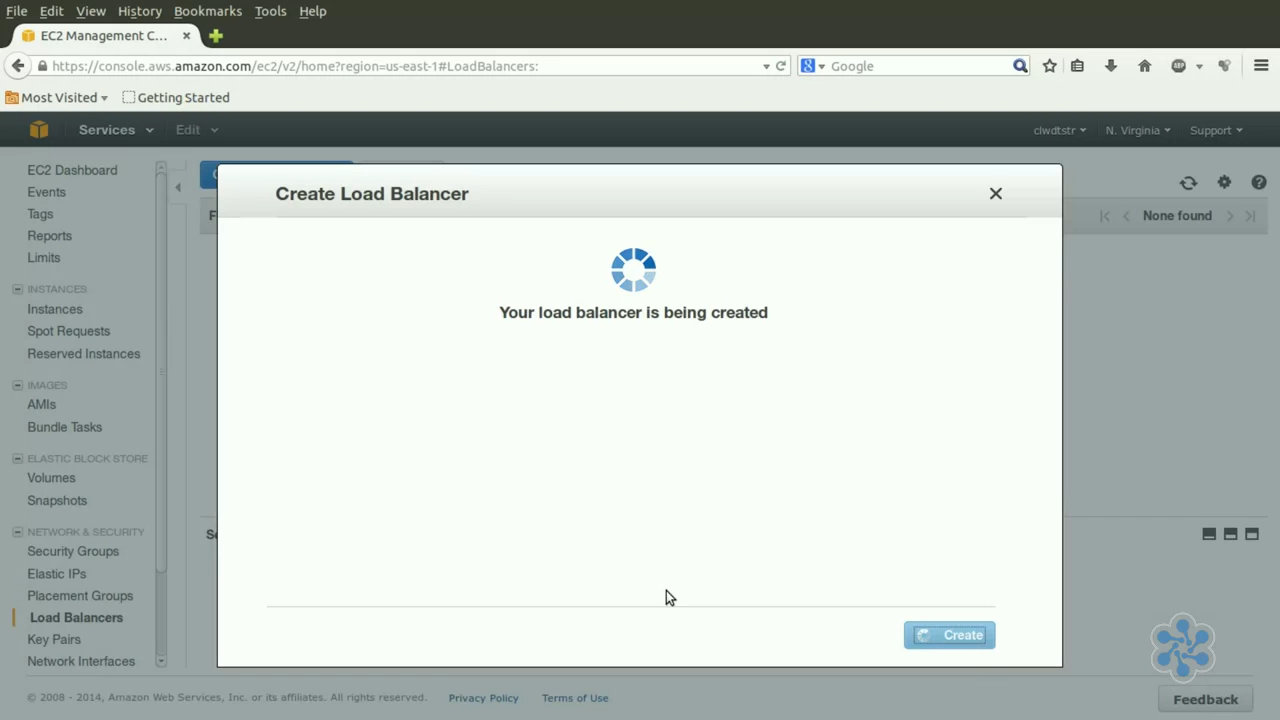 File Edit View History Bookmarks Tools Help
EC2 Management C...
https://console.aws.amazon.com/ec2/v2/home?region=us-east-1#LoadBalancers:
Google
Most Visited
Getting Started
Services
Edit
clwdtstr
N. Virginia
Support
EC2 Dashboard
Events
Tags
Reports
Limits
INSTANCES
Instances
Spot Requests
Reserved Instances
IMAGES
AMIs
Bundle Tasks
ELASTIC BLOCK STORE
Volumes
Snapshots
NETWORK & SECURITY
Security Groups
Elastic IPs
Placement Groups
Load Balancers
Key Pairs
Network Interfaces
None found
Create Load Balancer
Your load balancer is being created
Create
© 2008 - 2014, Amazon Web Services, Inc. or its affiliates. All rights reserved.
Privacy Policy
Terms of Use
Feedback